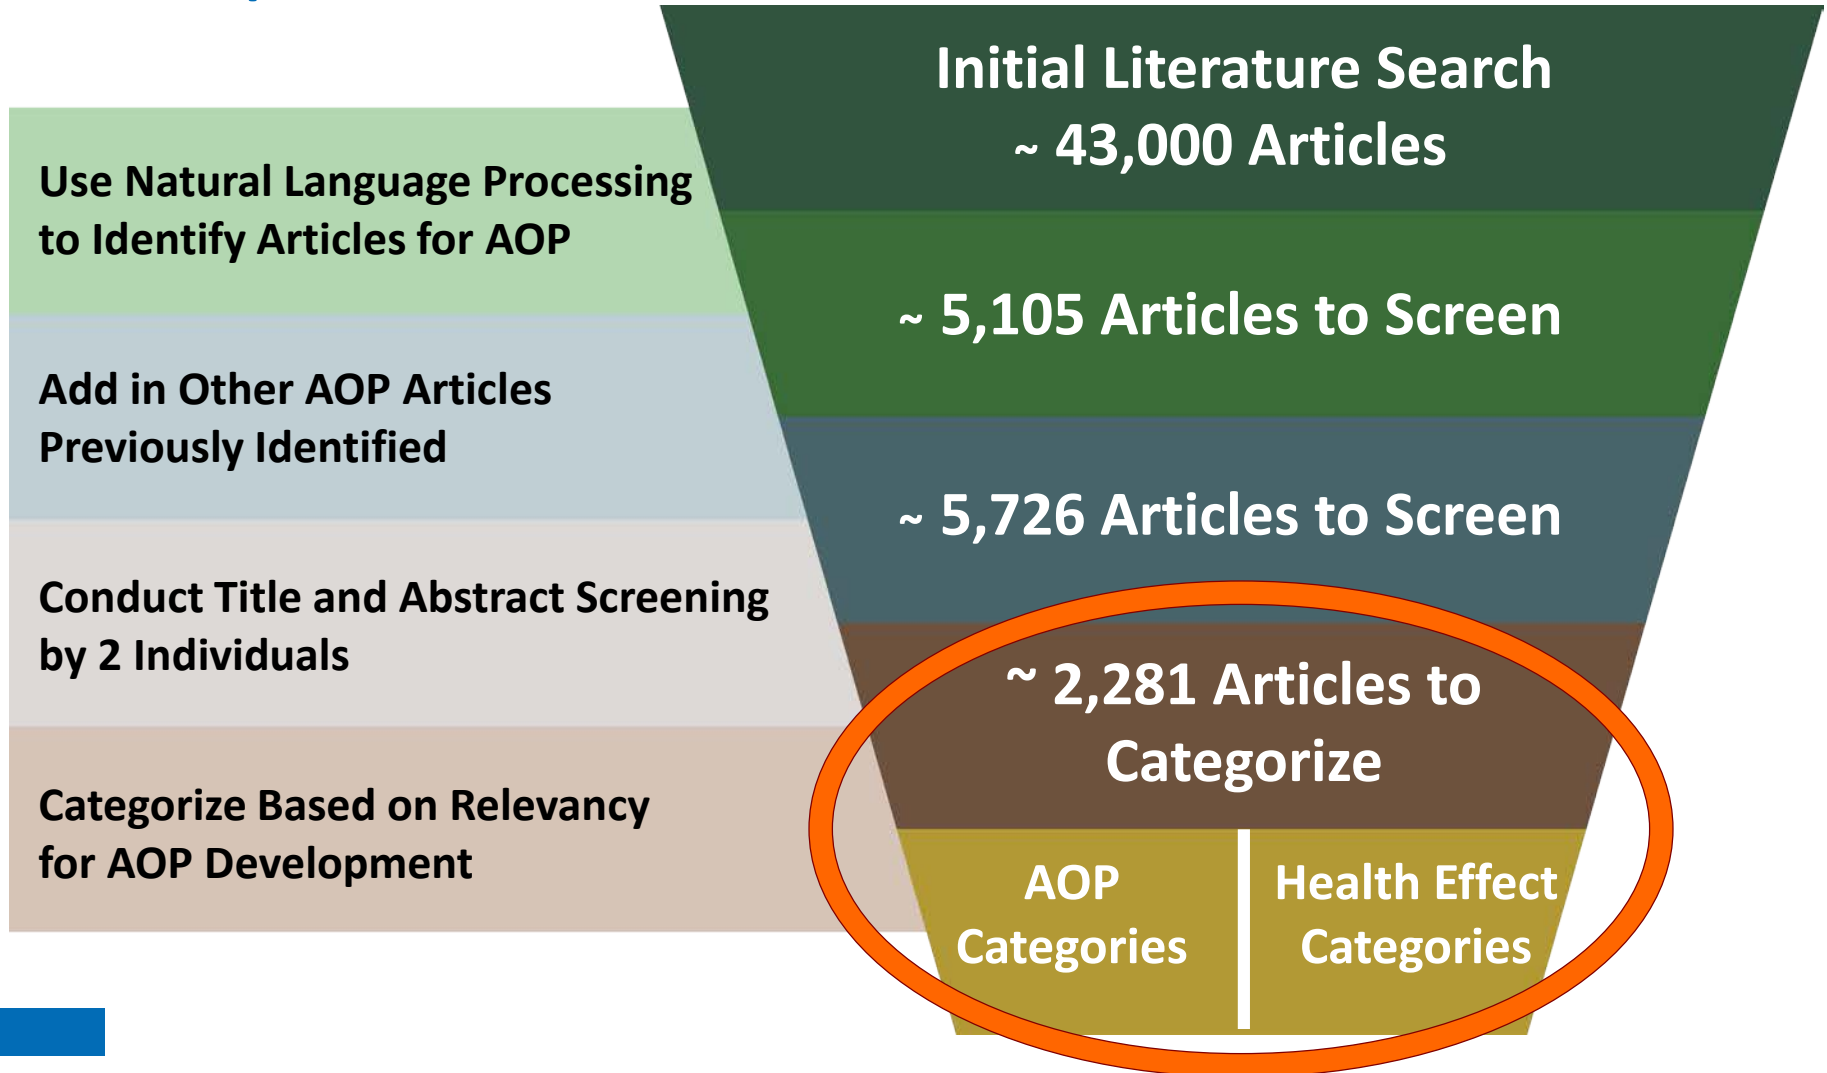 Initial Literature Search
~ 43,000 Articles
Use Natural Language Processing
to Identify Articles for AOP
~ 5,105 Articles to Screen
Add in Other AOP Articles
Previously Identified
~ 5,726 Articles to Screen
Conduct Title and Abstract Screening
by 2 Individuals
~ 2,281 Articles to
Categorize
Categorize Based on Relevancy
for AOP Development
AOP
Categories
Health Effect
Categories